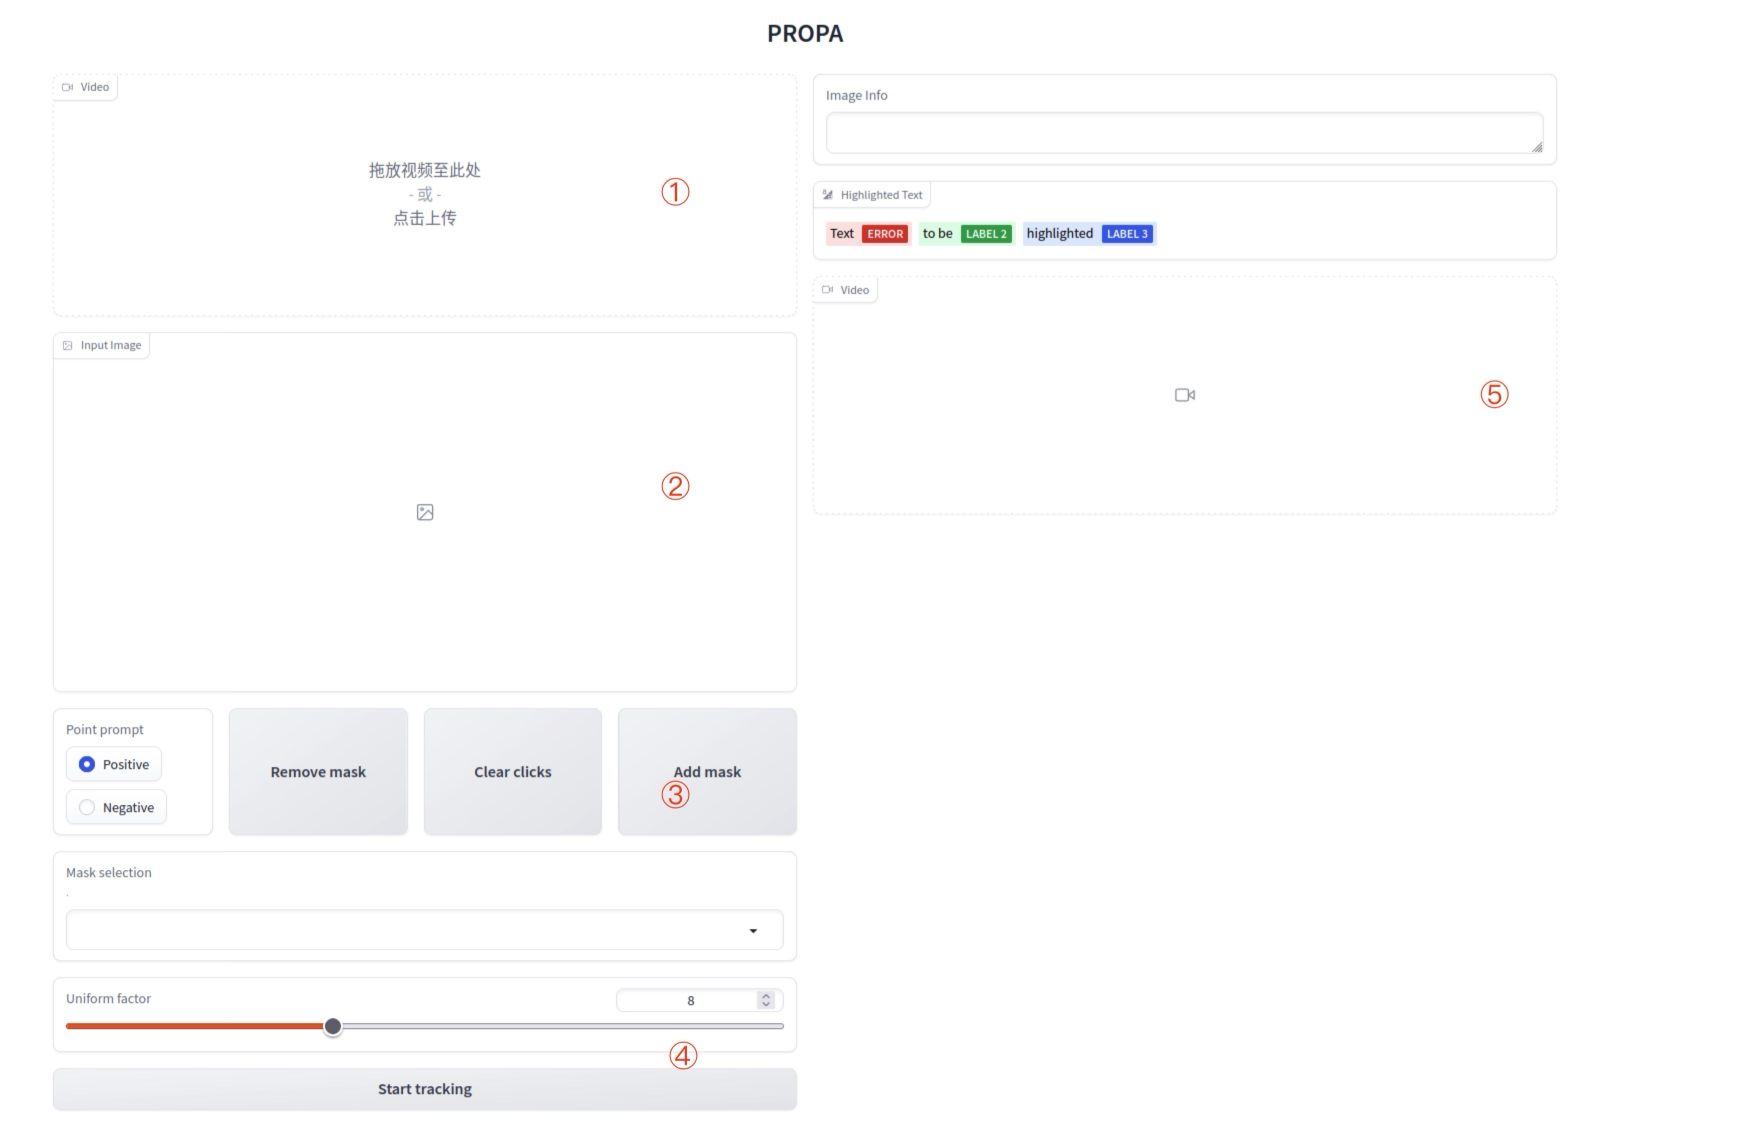 PROPA
Video
拖放视频至此处
- 或 -
点击上传
①
Input Image
②
Point prompt
Positive
Negative
Remove mask
Clear clicks
Add mask
③
Mask selection
.
Uniform factor
8
④
Start tracking
Image Info
Highlighted Text
Text ERROR to be LABEL 2 highlighted LABEL 3
Video
⑤